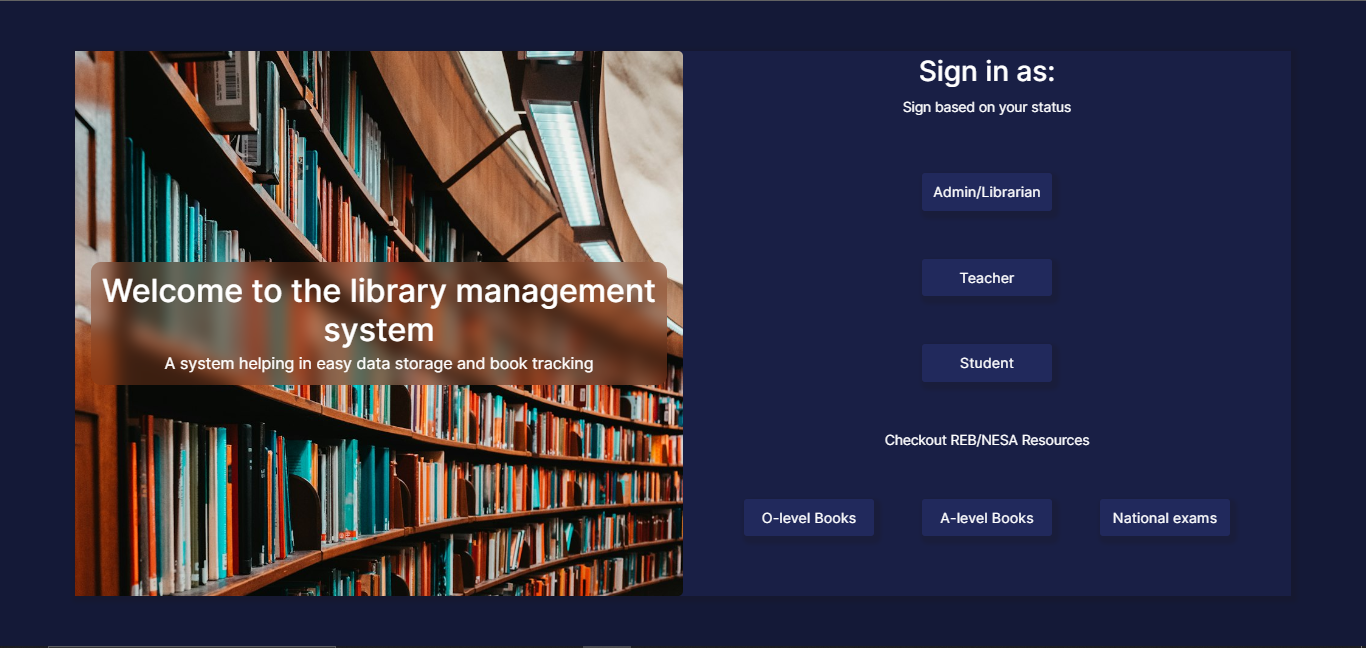 Welcome to the library management
system
A system helping in easy data storage and book tracking
Sign in as:
Sign based on your status
Admin/Librarian
Teacher
Student
Checkout REB/NESA Resources
O-level Books
A-level Books
National exams